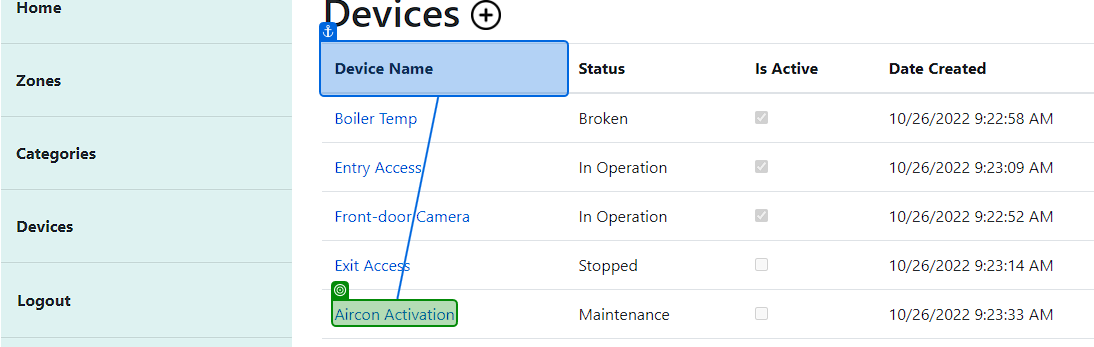 Home
Zones
Categories
Devices
Logout
Devices
Device Name Status Is Active Date Created
Boiler Temp Broken 10/26/2022 9:22:58 AM
Entry Access In Operation 10/26/2022 9:23:09 AM
Front-door Camera In Operation 10/26/2022 9:22:52 AM
Exit Access Stopped 10/26/2022 9:23:14 AM
Aircon Activation Maintenance 10/26/2022 9:23:33 AM